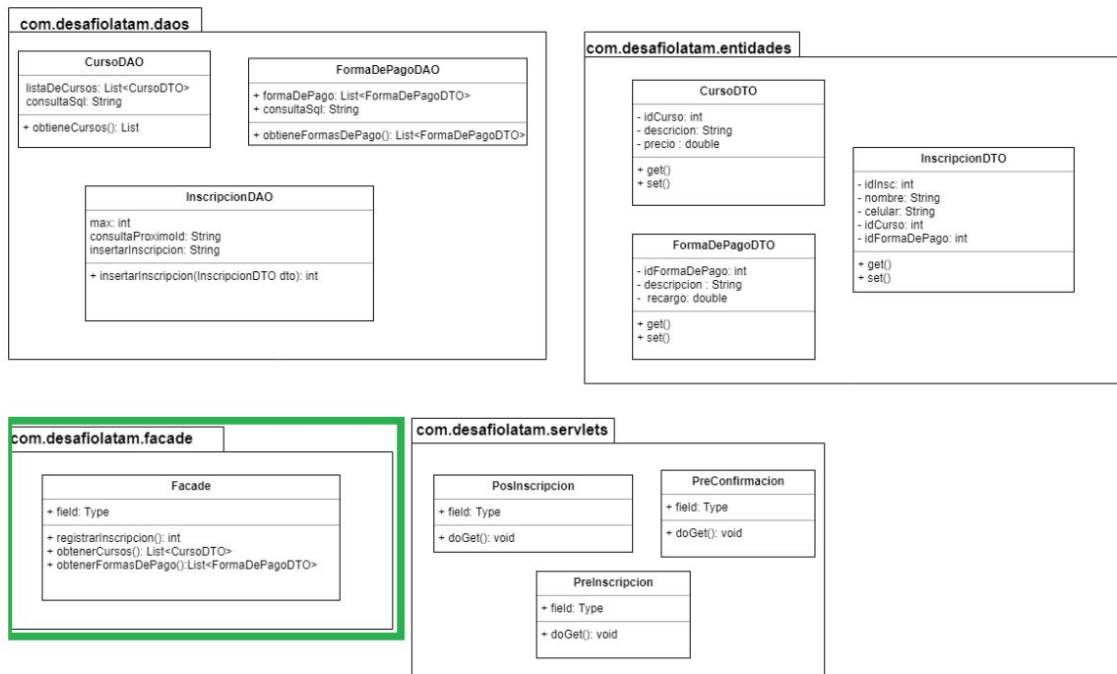 com.desafiolatam.daos
CursoDAO
listaDeCursos: List<CursoDTO>
consultaSql: String
+ obtieneCursos(): List
FormaDePagoDAO
+ formaDePago: List<FormaDePagoDTO>
+ consultaSql: String
+ obtieneFormasDePago(): List<FormaDePagoDTO>
InscripcionDAO
max: int
consultaProximoId: String
insertarInscripcion: String
+ insertarInscripcion(InscripcionDTO dto): int
com.desafiolatam.entidades
CursoDTO
- idCurso: int
- descricion: String
- precio : double
+ get()
+ set()
InscripcionDTO
- idInsc: int
- nombre: String
- celular: String
- idCurso: int
- idFormaDePago: int
+ get()
+ set()
FormaDePagoDTO
- idFormaDePago: int
- descripcion : String
- recargo: double
+ get()
+ set()
com.desafiolatam.facade
Facade
+ field: Type
+ registrarInscripcion(): int
+ obtenerCursos(): List<CursoDTO>
+ obtenerFormasDePago():List<FormaDePagoDTO>
com.desafiolatam.servlets
PosInscripcion
+ field: Type
+ doGet(): void
PreConfirmacion
+ field: Type
+ doGet(): void
PreInscripcion
+ field: Type
+ doGet(): void